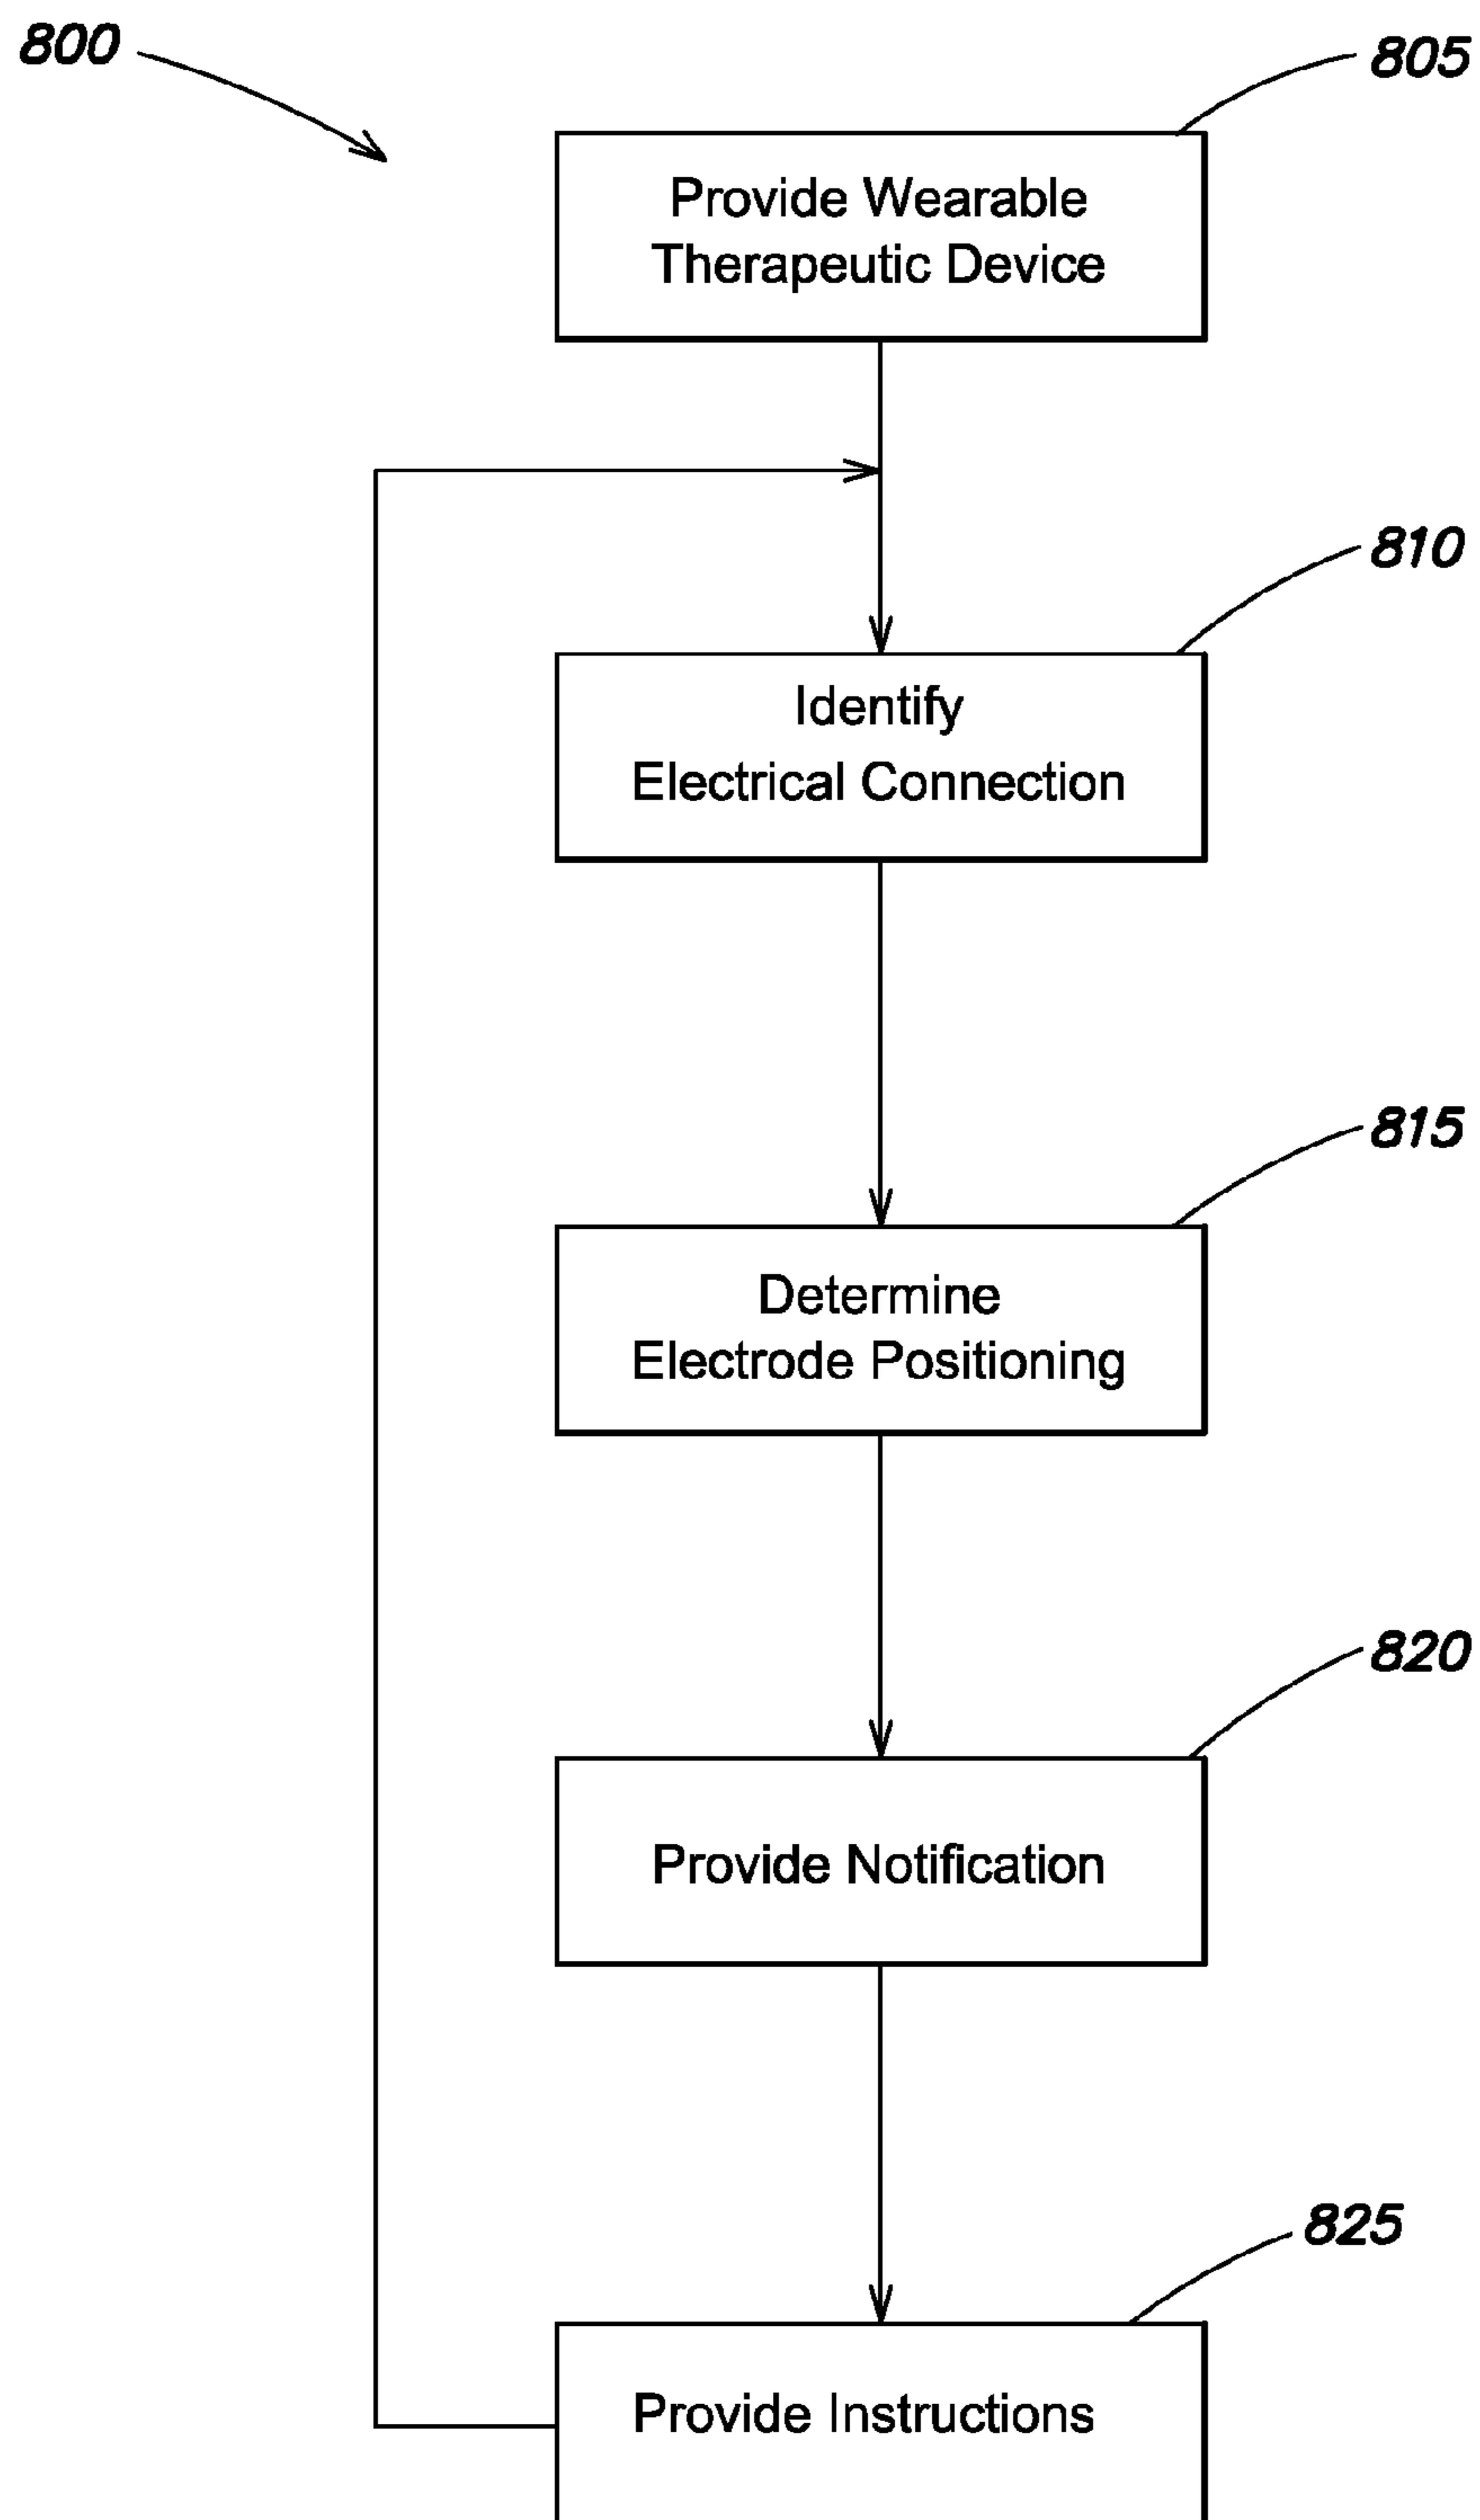 800
805
Provide Wearable
Therapeutic Device
810
Identify
Electrical Connection
815
Determine
Electrode Positioning
820
Provide Notification
825
Provide Instructions